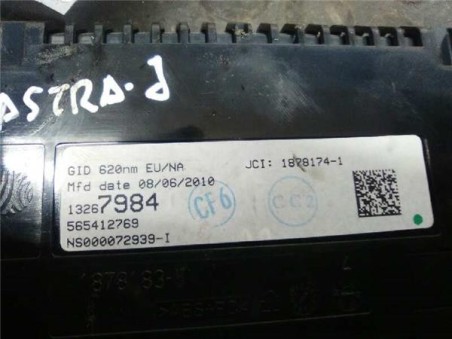 ASTRA-J
GID 620nm EU/NA
JCI: 1878174-1
Mfd date 08/06/2010
13267984
CF6
CC2
565412769
NS000072939-I